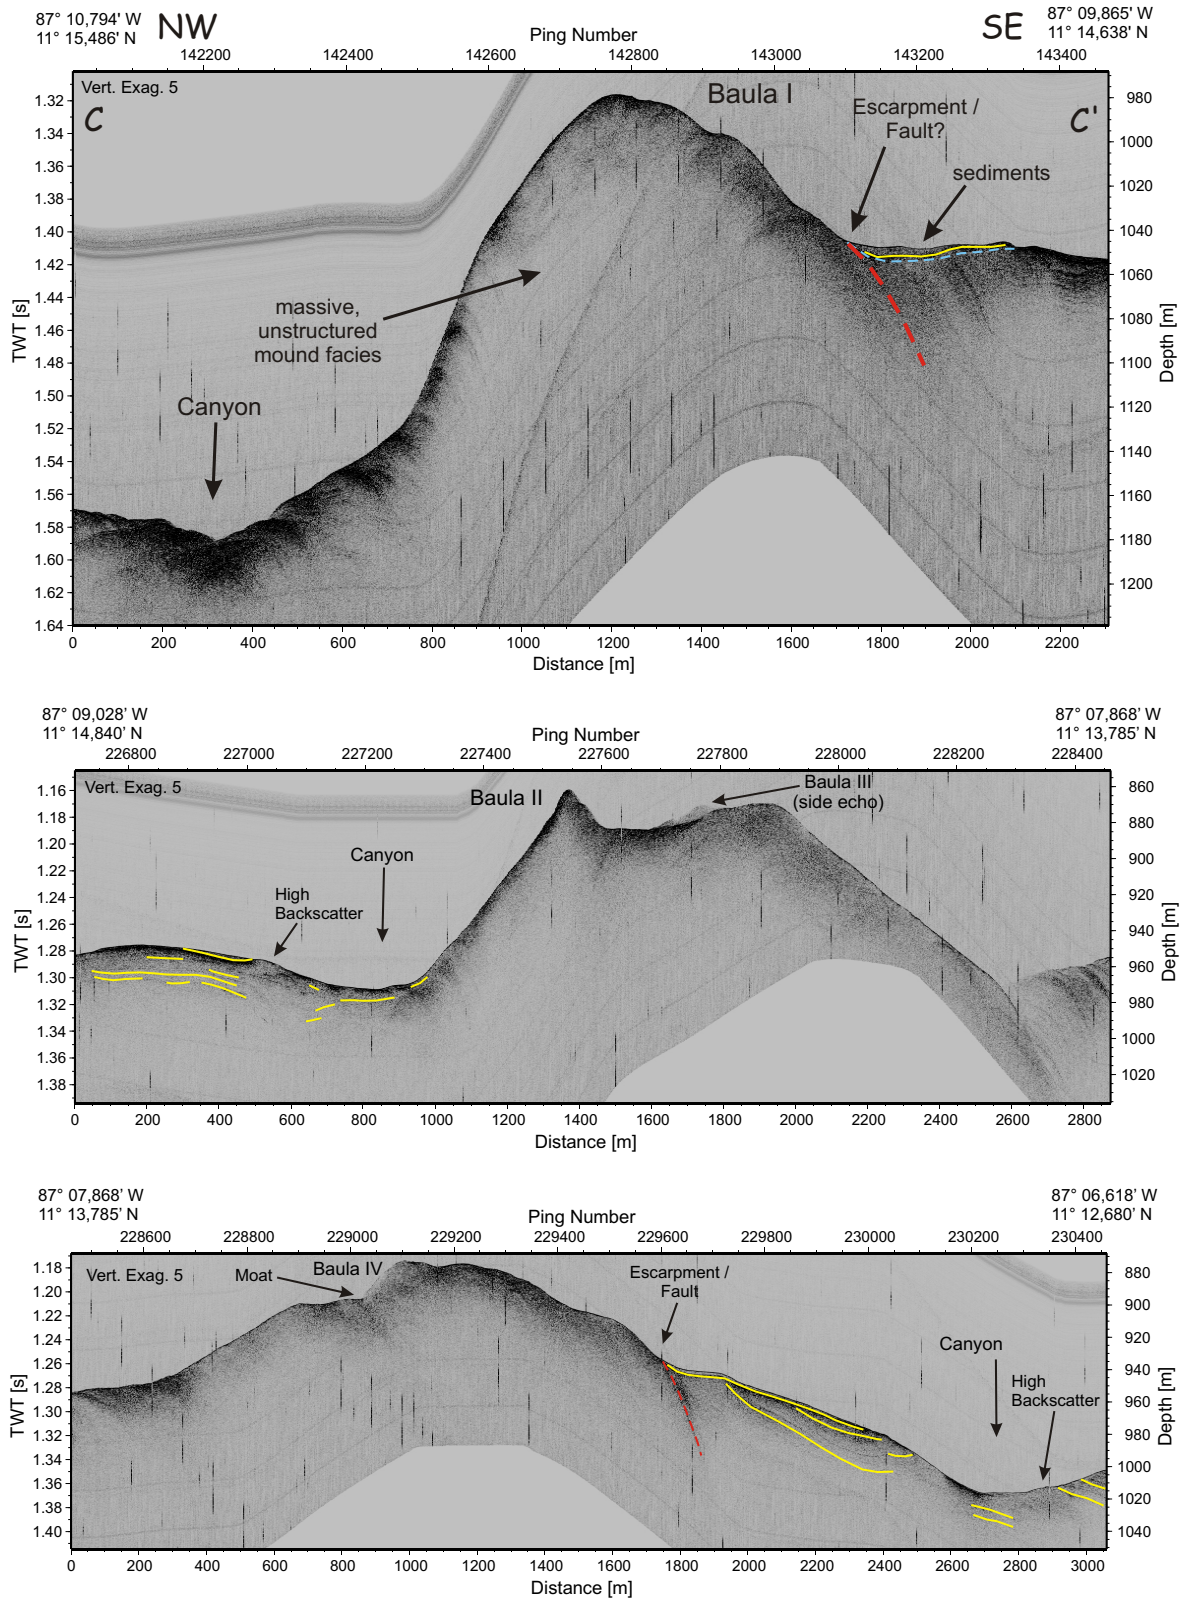 87° 10,794' W
11° 15,486' N
NW
Ping Number
SE
87° 09,865' W
11° 14,638' N
142200 142400 142600 142800 143000 143200 143400
Vert. Exag. 5
C
Baula I
Escarpment /
Fault?
C'
sediments
massive,
unstructured
mound facies
Canyon
TWT [s]
1.32
1.34
1.36
1.38
1.40
1.42
1.44
1.46
1.48
1.50
1.52
1.54
1.56
1.58
1.60
1.62
1.64
Depth [m]
980
1000
1020
1040
1060
1080
1100
1120
1140
1160
1180
1200
0 200 400 600 800 1000 1200 1400 1600 1800 2000 2200
Distance [m]
87° 09,028' W
11° 14,840' N
Ping Number
87° 07,868' W
11° 13,785' N
226800 227000 227200 227400 227600 227800 228000 228200 228400
Vert. Exag. 5
Baula II
Baula III
(side echo)
Canyon
High
Backscatter
TWT [s]
1.16
1.18
1.20
1.22
1.24
1.26
1.28
1.30
1.32
1.34
1.36
1.38
Depth [m]
860
880
900
920
940
960
980
1000
1020
0 200 400 600 800 1000 1200 1400 1600 1800 2000 2200 2400 2600 2800
Distance [m]
87° 07,868' W
11° 13,785' N
Ping Number
87° 06,618' W
11° 12,680' N
228600 228800 229000 229200 229400 229600 229800 230000 230200 230400
Vert. Exag. 5
Moat
Baula IV
Escarpment /
Fault
Canyon
High
Backscatter
TWT [s]
1.18
1.20
1.22
1.23
1.24
1.26
1.28
1.30
1.32
1.34
1.36
1.38
1.40
Depth [m]
880
900
920
940
960
980
1000
1020
1040
0 200 400 600 800 1000 1200 1400 1600 1800 2000 2200 2400 2600 2800 3000
Distance [m]